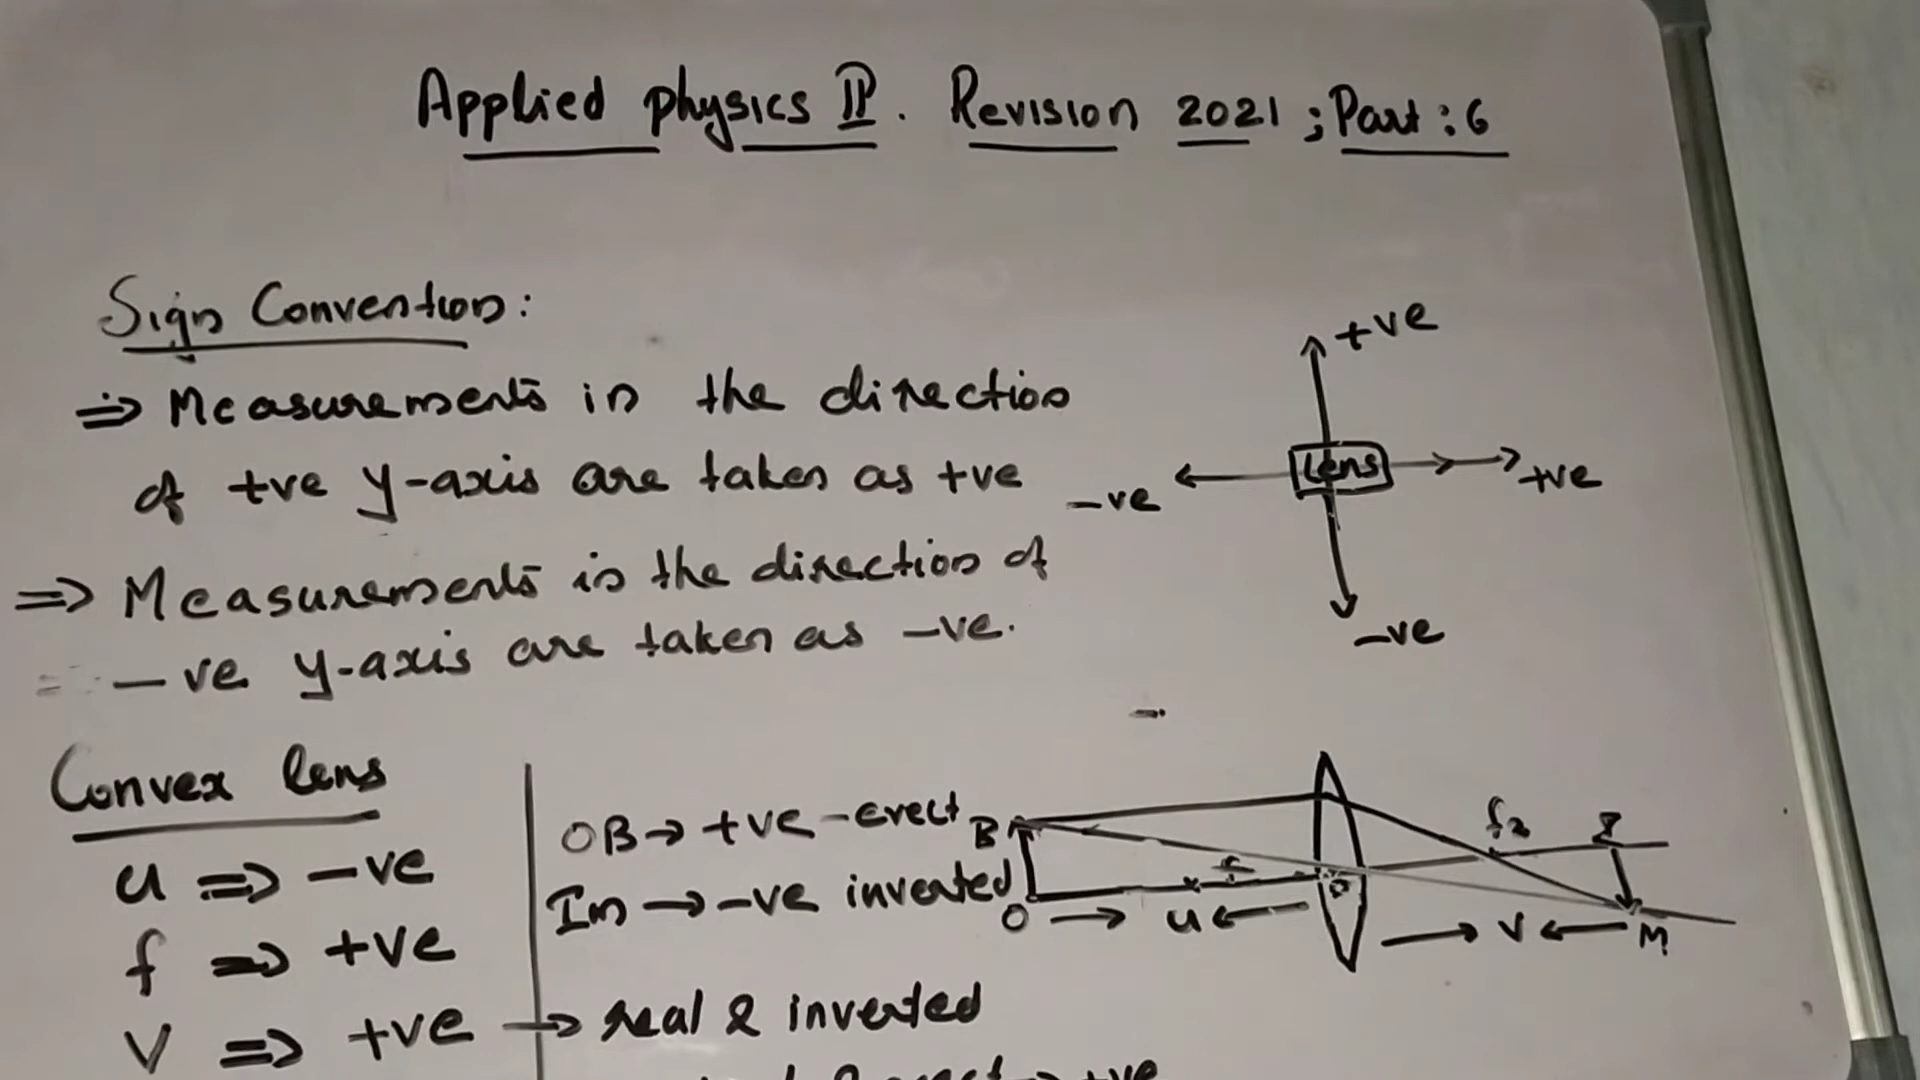 Applied physics II. Revision 2021 ; Part : 6
Sign Convention :
⇒ Measurements in the direction
of +ve y-axis are taken as +ve
⇒ Measurements in the direction of
-ve y-axis are taken as -ve.
+ve
-ve Lens +ve
-ve
Convex lens
u ⇒ -ve
f ⇒ +ve
V ⇒ +ve → real & inverted
OB → +ve - erect
Im → -ve inverted
B
O → u ←
f
O
f2
I
→ V ←
M
+ve